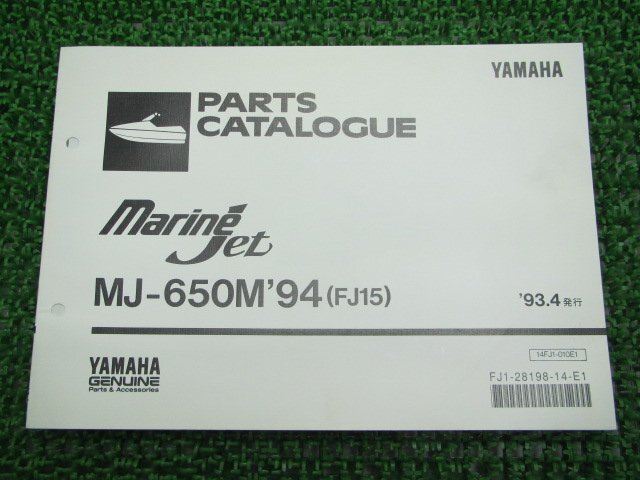 YAMAHA
PARTS
CATALOGUE
Marine
Jet
MJ-650M'94 (FJ15)
'93.4 発行
14FJ1-010E1
YAMAHA
GENUINE
Parts & Accessories
FJ1-28198-14-E1